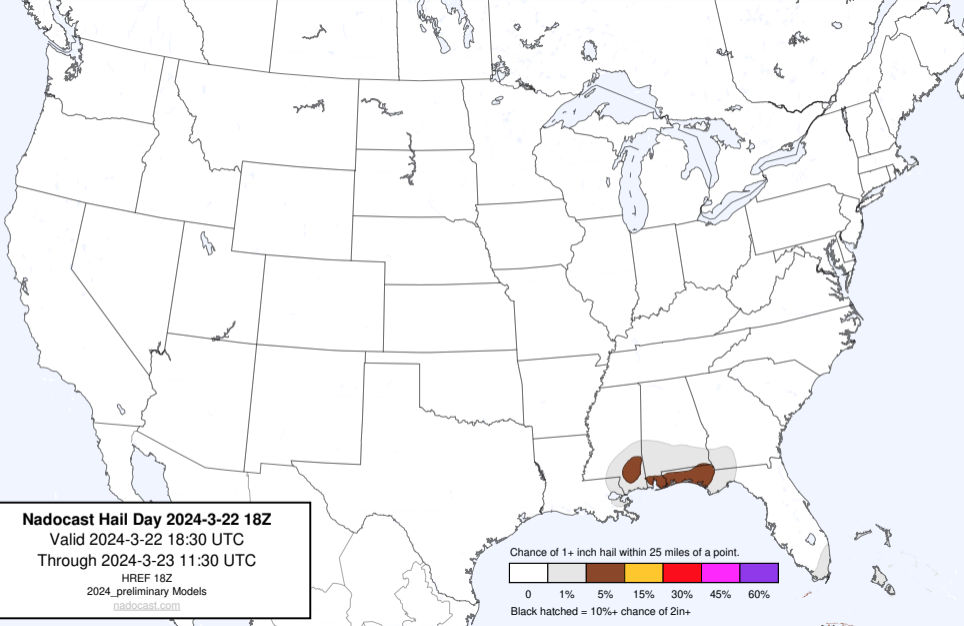 Nadocast Hail Day 2024-3-22 18Z
Valid 2024-3-22 18:30 UTC
Through 2024-3-23 11:30 UTC
HREF 18Z
2024_preliminary Models
nadocast.com
Chance of 1+ inch hail within 25 miles of a point.
0 1% 5% 15% 30% 45% 60%
Black hatched = 10%+ chance of 2in+